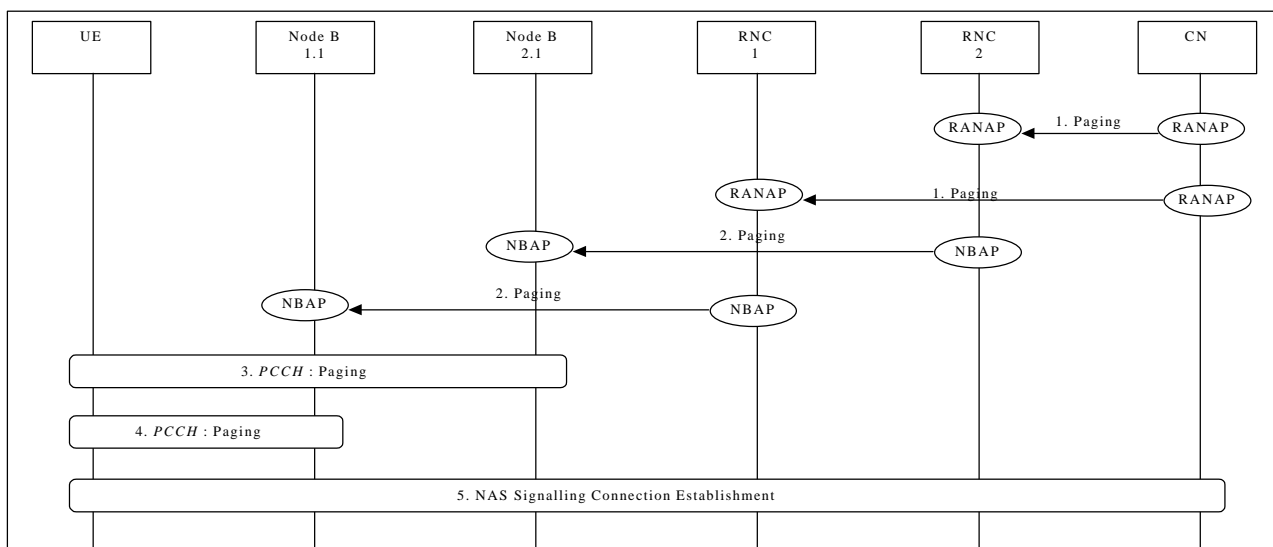 UE
Node B
1.1
Node B
2.1
RNC
1
RNC
2
CN
RANAP
1. Paging
RANAP
RANAP
1. Paging
RANAP
NBAP
2. Paging
NBAP
NBAP
2. Paging
NBAP
3. PCCH : Paging
4. PCCH : Paging
5. NAS Signalling Connection Establishment